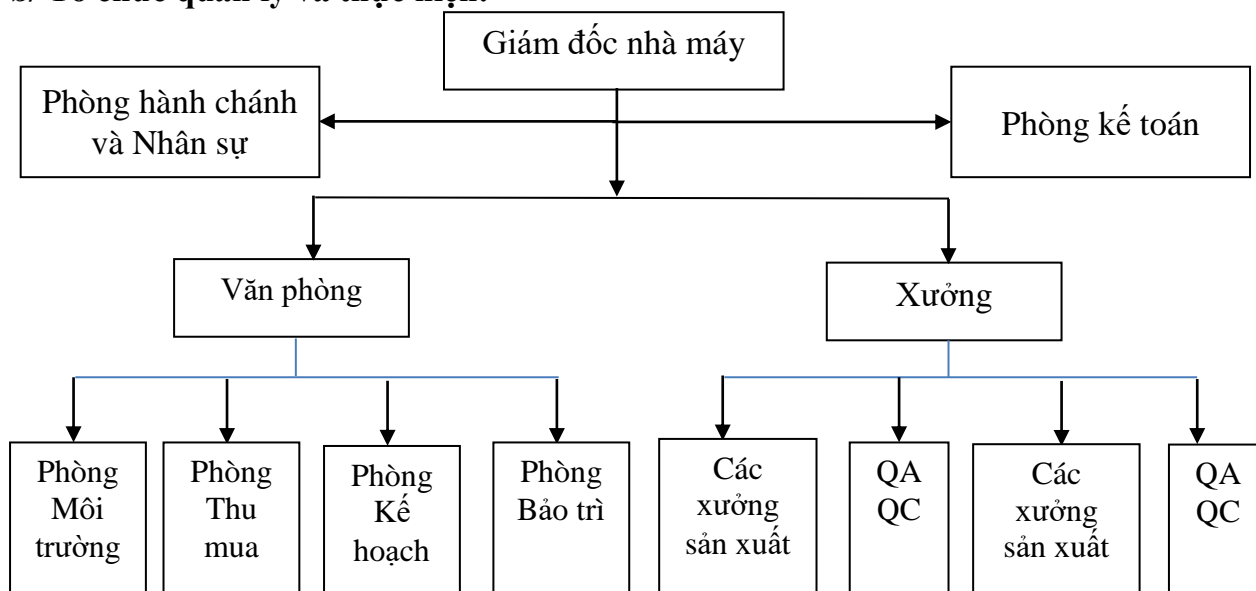 Giám đốc nhà máy
Phòng hành chánh
và Nhân sự
Phòng kế toán
Văn phòng
Xưởng
Phòng
Môi
trường
Phòng
Thu
mua
Phòng
Kế
hoạch
Phòng
Bảo trì
Các
xưởng
sản xuất
QA
QC
Các
xưởng
sản xuất
QA
QC